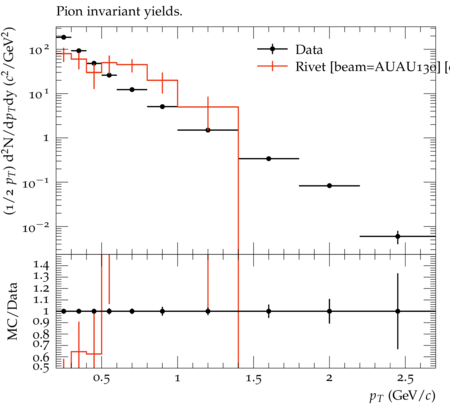 Pion invariant yields.
(1/2 p_T) d²N/dp_Tdy (c²/GeV²)
10²
10¹
1
10⁻¹
10⁻²
Data
Rivet [beam=AUAU130] [
MC/Data
1.4
1.3
1.2
1.1
1
0.9
0.8
0.7
0.6
0.5
0.5 1 1.5 2 2.5
p_T (GeV/c)